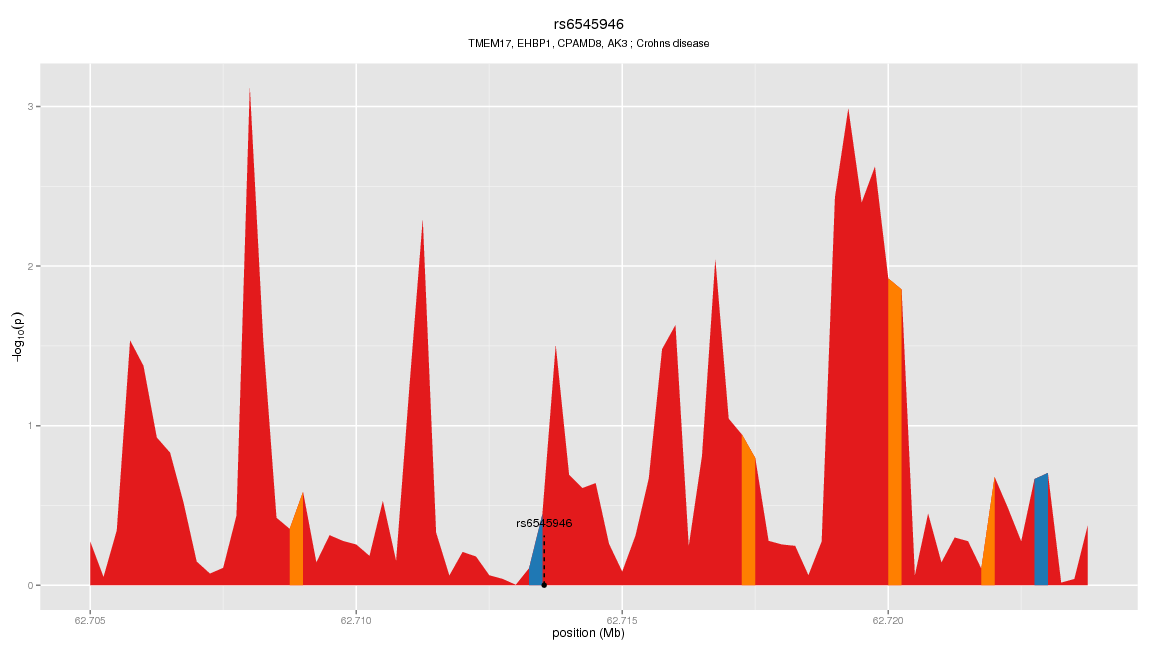 rs6545946
TMEM17, EHBP1, CPAMD8, AK3 ; Crohns disease
3
2
1
0
−log10(p)
rs6545946
62.705 62.710 62.715 62.720
position (Mb)